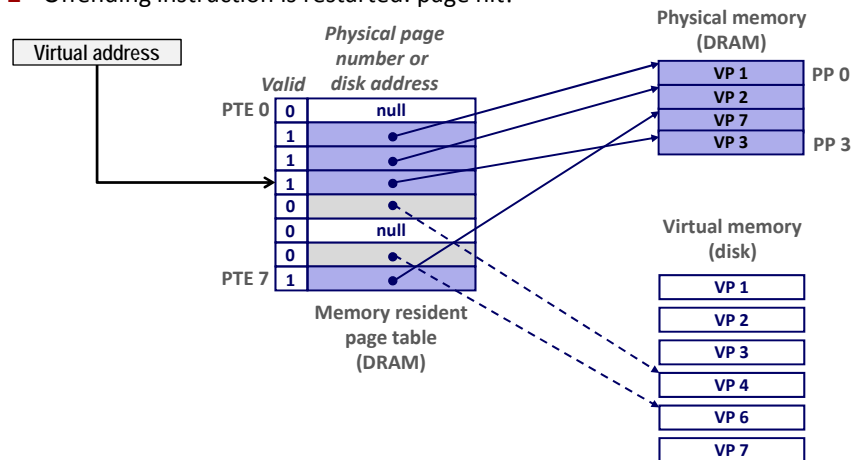 Offending instruction is restarted: page hit!
Virtual address
Physical page
number or
disk address
Valid
PTE 0
0 null
1
1
1
0
0 null
0
PTE 7 1
Memory resident
page table
(DRAM)
Physical memory
(DRAM)
VP 1 PP 0
VP 2
VP 7
VP 3 PP 3
Virtual memory
(disk)
VP 1
VP 2
VP 3
VP 4
VP 6
VP 7